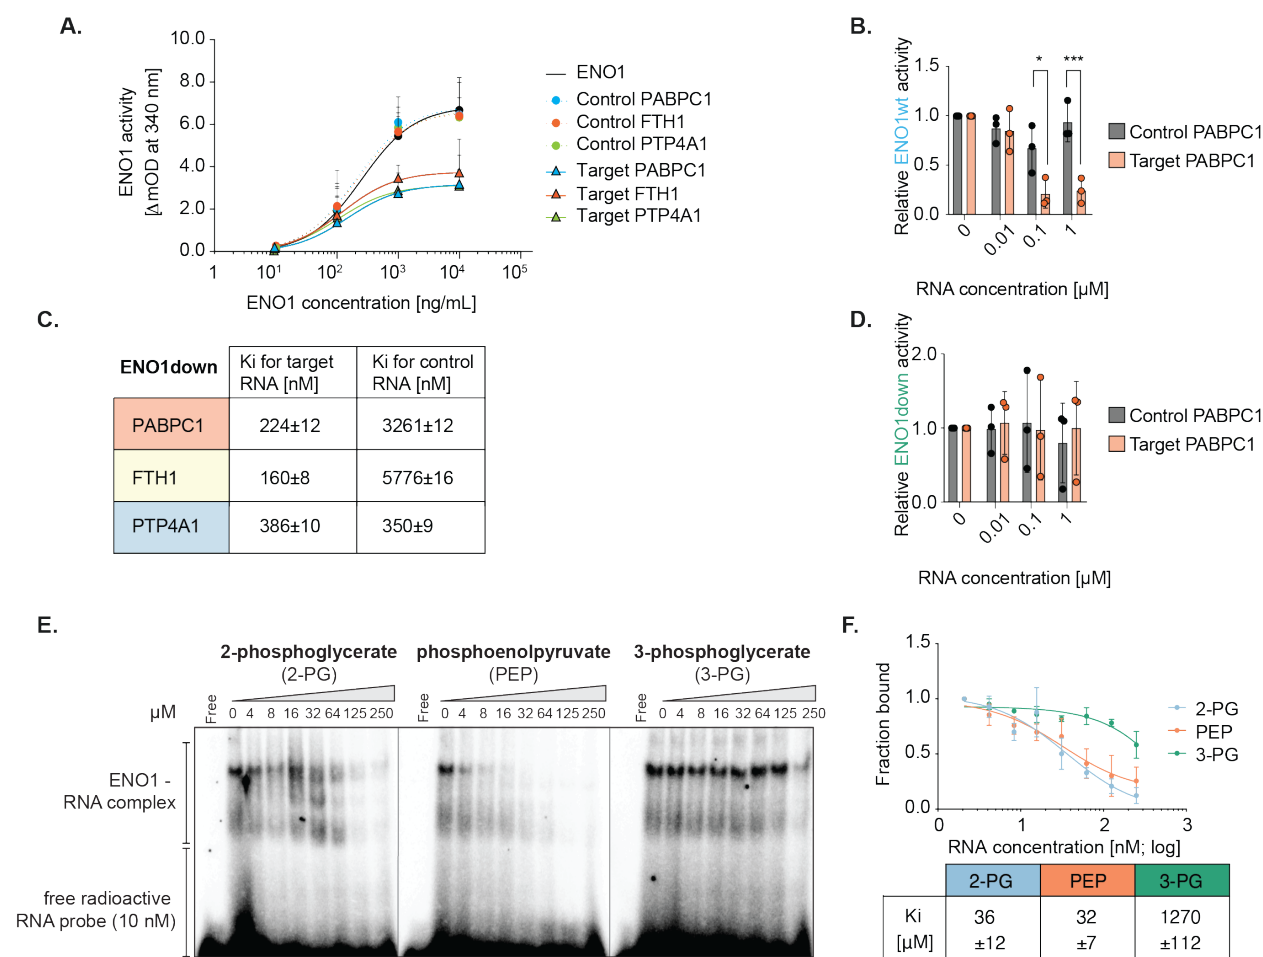 A.
10.0
8.0
6.0
4.0
2.0
0.0
ENO1 activity
[ΔmOD at 340 nm]
1
10¹
10²
10³
10⁴
10⁵
ENO1 concentration [ng/mL]
ENO1
Control PABPC1
Control FTH1
Control PTP4A1
Target PABPC1
Target FTH1
Target PTP4A1
B.
Relative ENO1wt activity
1.5
1.0
0.5
0.0
*
***
0
0.01
0.1
1
RNA concentration [µM]
Control PABPC1
Target PABPC1
C.
ENO1down
Ki for target
RNA [nM]
Ki for control
RNA [nM]
PABPC1
224±12
3261±12
FTH1
160±8
5776±16
PTP4A1
386±10
350±9
D.
Relative ENO1down activity
2.0
1.0
0.0
0
0.01
0.1
1
RNA concentration [µM]
Control PABPC1
Target PABPC1
E.
2-phosphoglycerate
(2-PG)
phosphoenolpyruvate
(PEP)
3-phosphoglycerate
(3-PG)
µM
Free 0 4 8 16 32 64 125 250
Free 0 4 8 16 32 64 125 250
Free 0 4 8 16 32 64 125 250
ENO1 -
RNA complex
free radioactive
RNA probe (10 nM)
F.
Fraction bound
1.5
1.0
0.5
0.0
0
1
2
3
RNA concentration [nM; log]
2-PG
PEP
3-PG
2-PG PEP 3-PG
Ki
[µM]
36
±12
32
±7
1270
±112